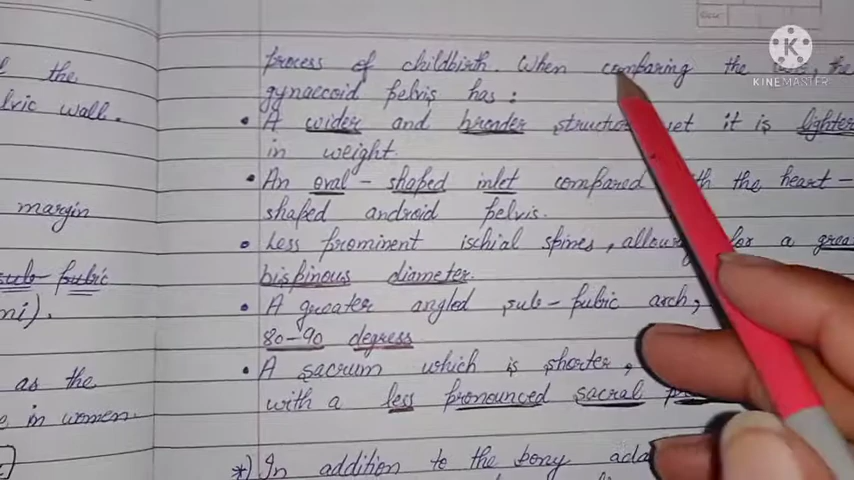 the
lvic wall.
margin
sub-pubic
mi).
as the
e in women.
process of childbirth. When comparing the the
gynaecoid pelvis has:
• A wider and broader structure yet it is lighter
in weight.
• An oval-shaped inlet compared with the heart-
shaped android pelvis.
• Less prominent ischial spines, allowing for a
bispinous diameter.
• A greater angled sub-pubic arch,
80-90 degrees
• A sacrum which is shorter,
with a less pronounced sacral
*) In addition to the bony
K
KINEMASTER